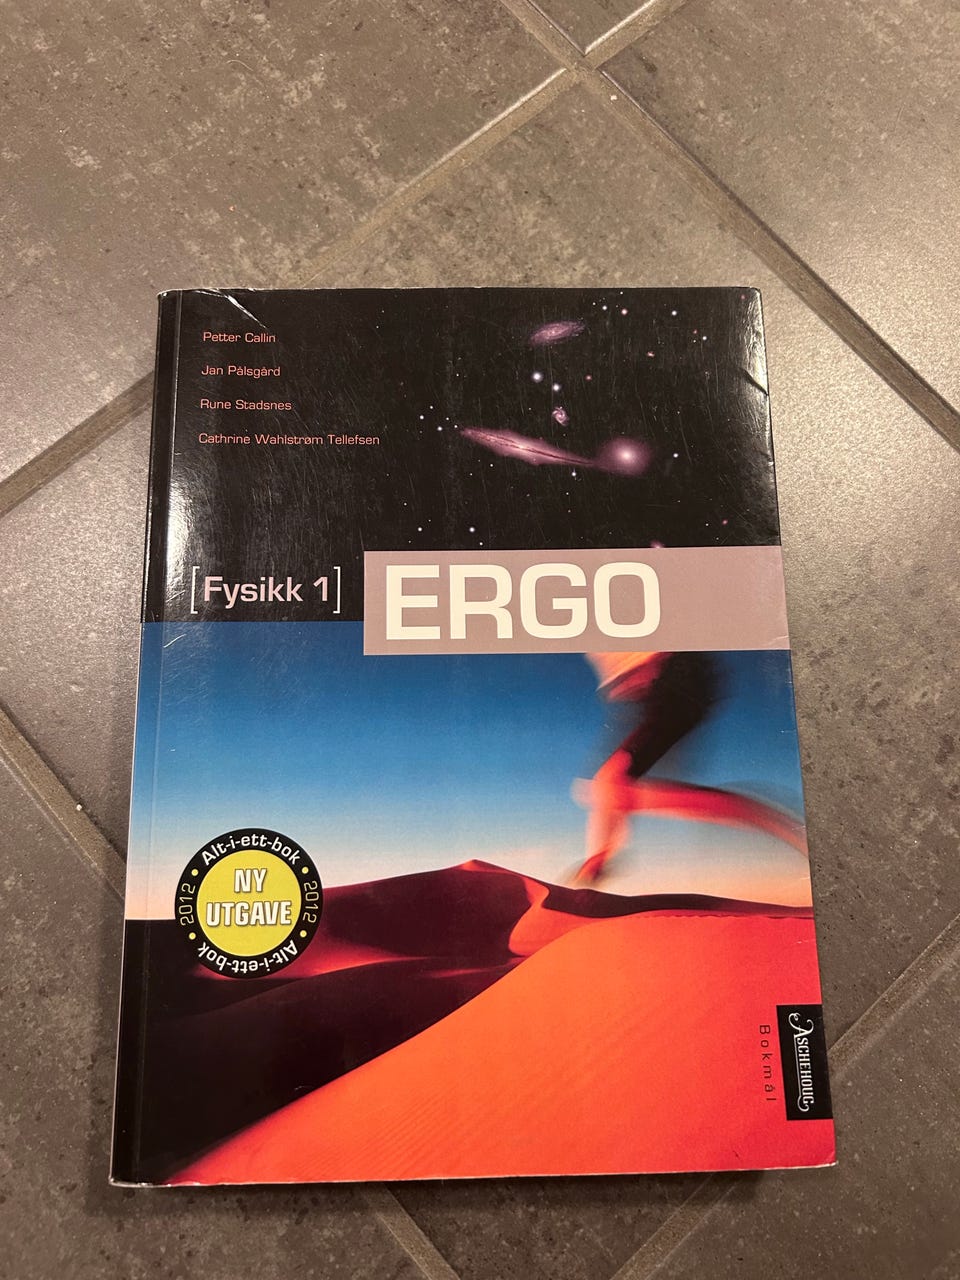 Petter Callin
Jan Pålsgård
Rune Stadsnes
Cathrine Wahlstrøm Tellefsen
[Fysikk 1]
ERGO
Alt-i-ett-bok
2012
NY
UTGAVE
2012
Alt-i-ett-bok
Bokmål
ASCHEHOUG